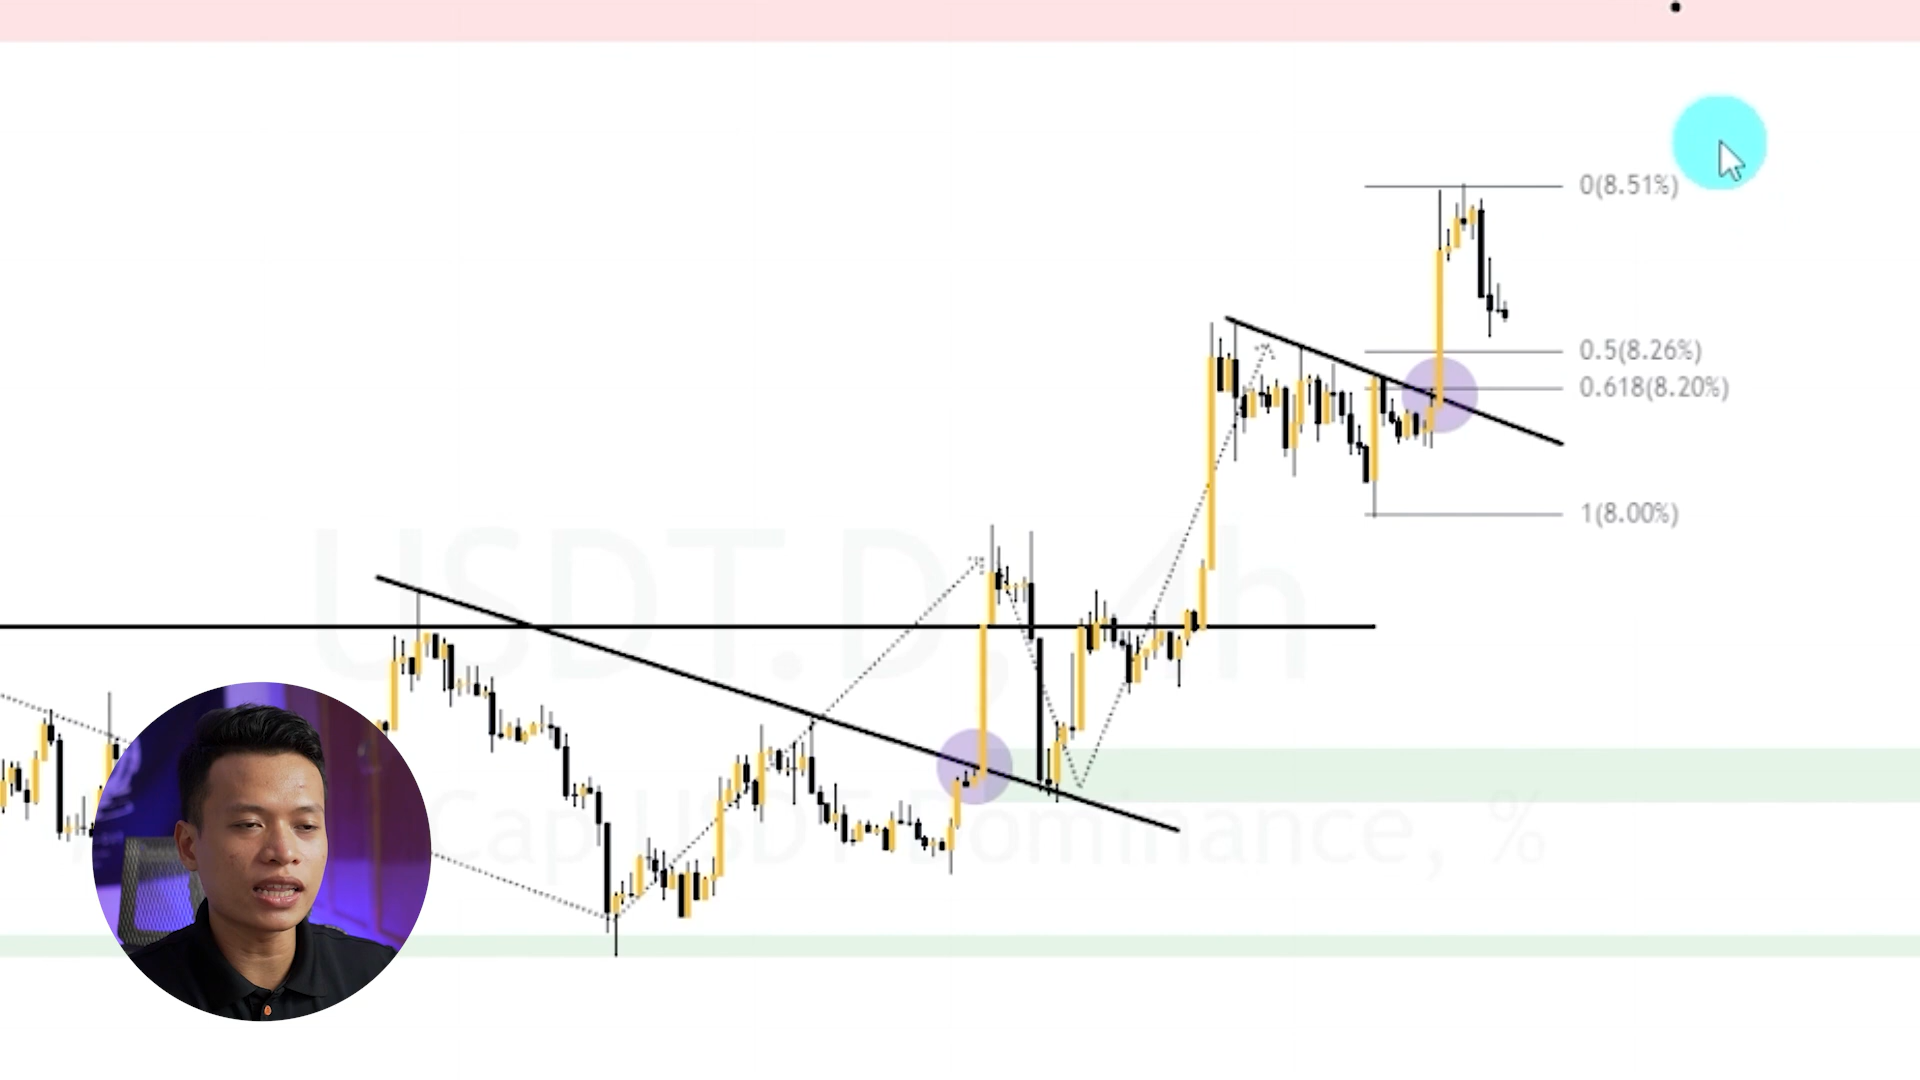 0(8.51%)
0.5(8.26%)
0.618(8.20%)
1(8.00%)
USDT.D, 4h
Cap USDT Dominance, %